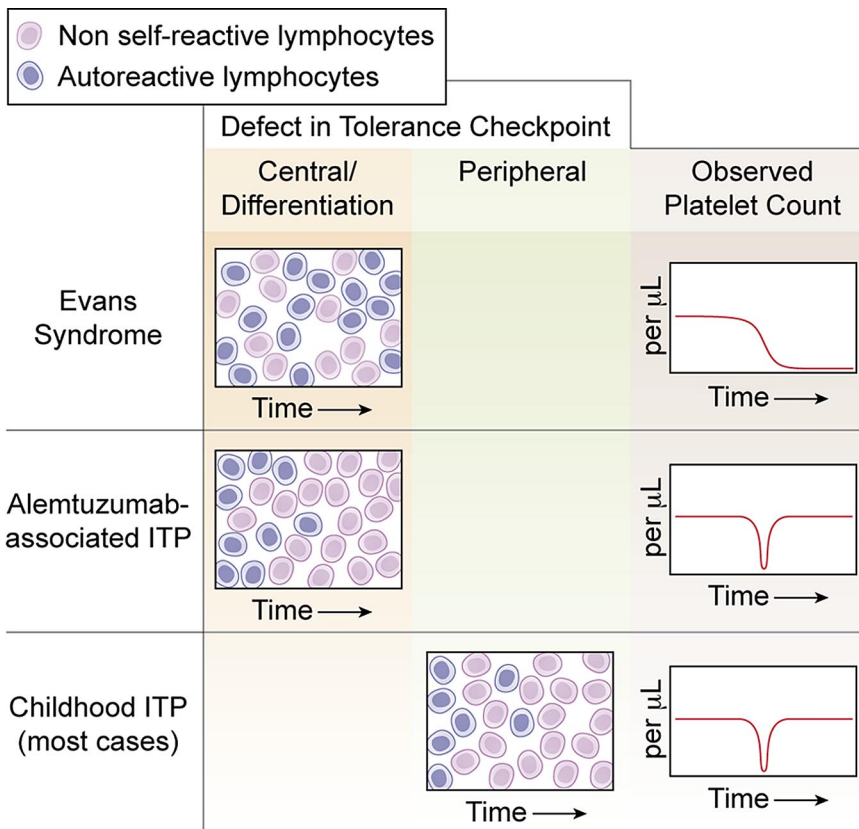 Non self-reactive lymphocytes
Autoreactive lymphocytes
Defect in Tolerance Checkpoint
Central/
Differentiation
Peripheral
Observed
Platelet Count
Evans
Syndrome
Time
per μL
Time
Alemtuzumab-
associated ITP
Time
per μL
Time
Childhood ITP
(most cases)
Time
per μL
Time